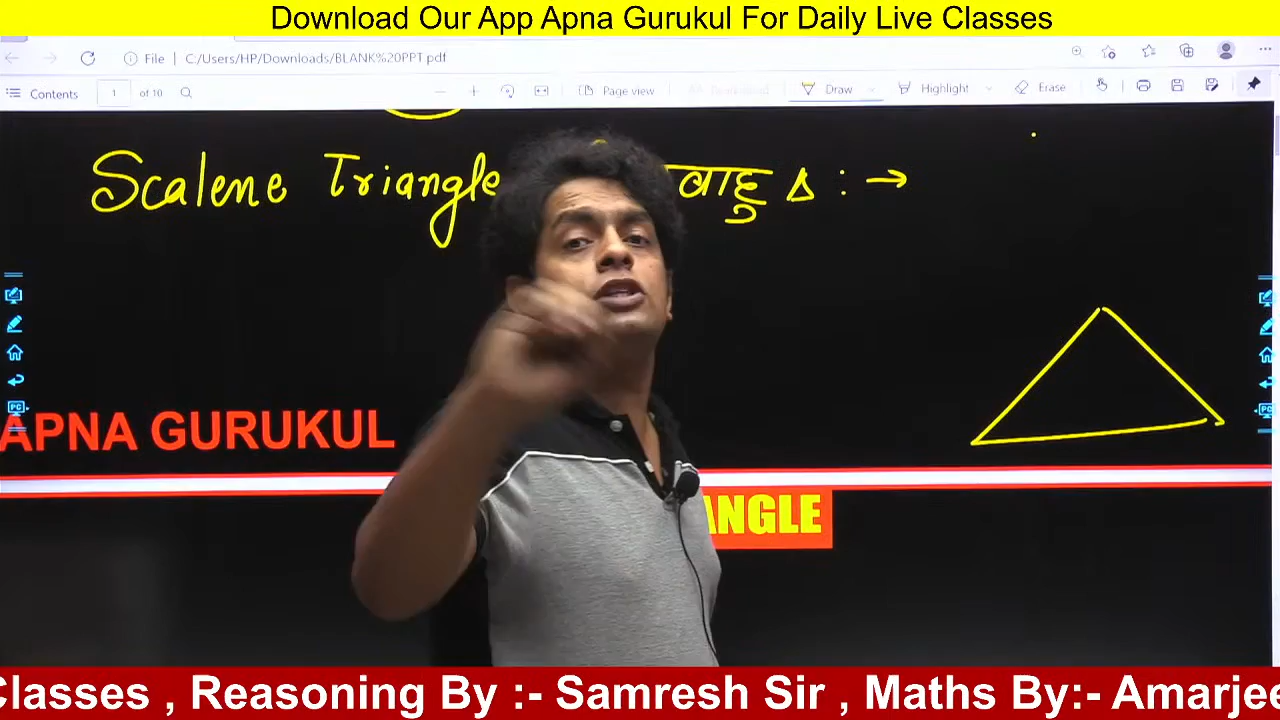 Download Our App Apna Gurukul For Daily Live Classes
File C:/Users/HP/Downloads/BLANK%20PPT pdf
Contents 1 of 10 Page view Draw Highlight Erase
Scalene Triangle बाहु Δ : →
APNA GURUKUL
ANGLE
Classes , Reasoning By :- Samresh Sir , Maths By:- Amarjee